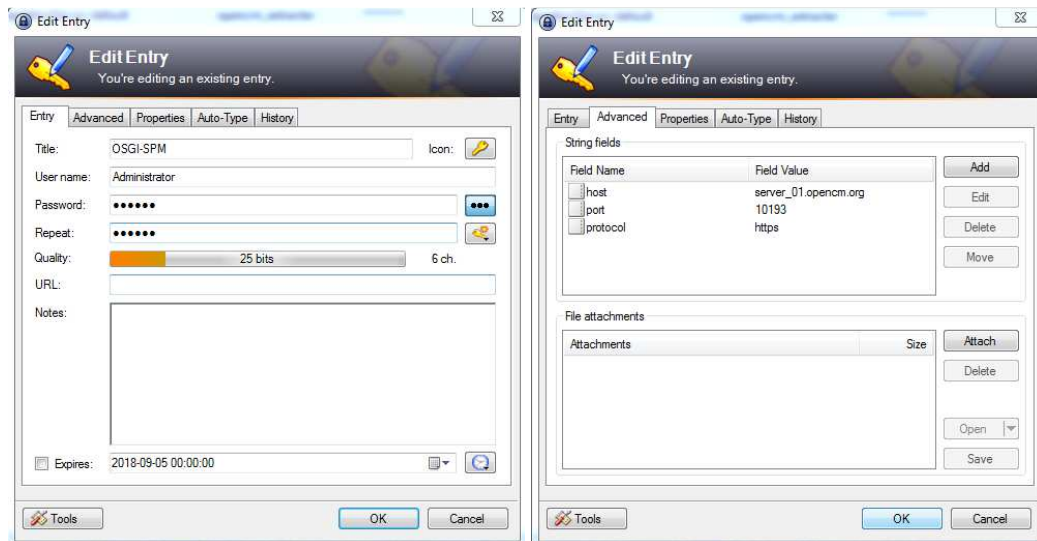 Edit Entry
Edit Entry
You're editing an existing entry.
Entry Advanced Properties Auto-Type History
Title: OSGI-SPM Icon:
User name: Administrator
Password: ••••••
Repeat: ••••••
Quality: 25 bits 6 ch.
URL:
Notes:
Expires: 2018-09-05 00:00:00
Tools OK Cancel
Edit Entry
Edit Entry
You're editing an existing entry.
Entry Advanced Properties Auto-Type History
String fields
Field Name Field Value
host server_01.opencm.org
port 10193
protocol https
Add
Edit
Delete
Move
File attachments
Attachments Size
Attach
Delete
Open
Save
Tools OK Cancel